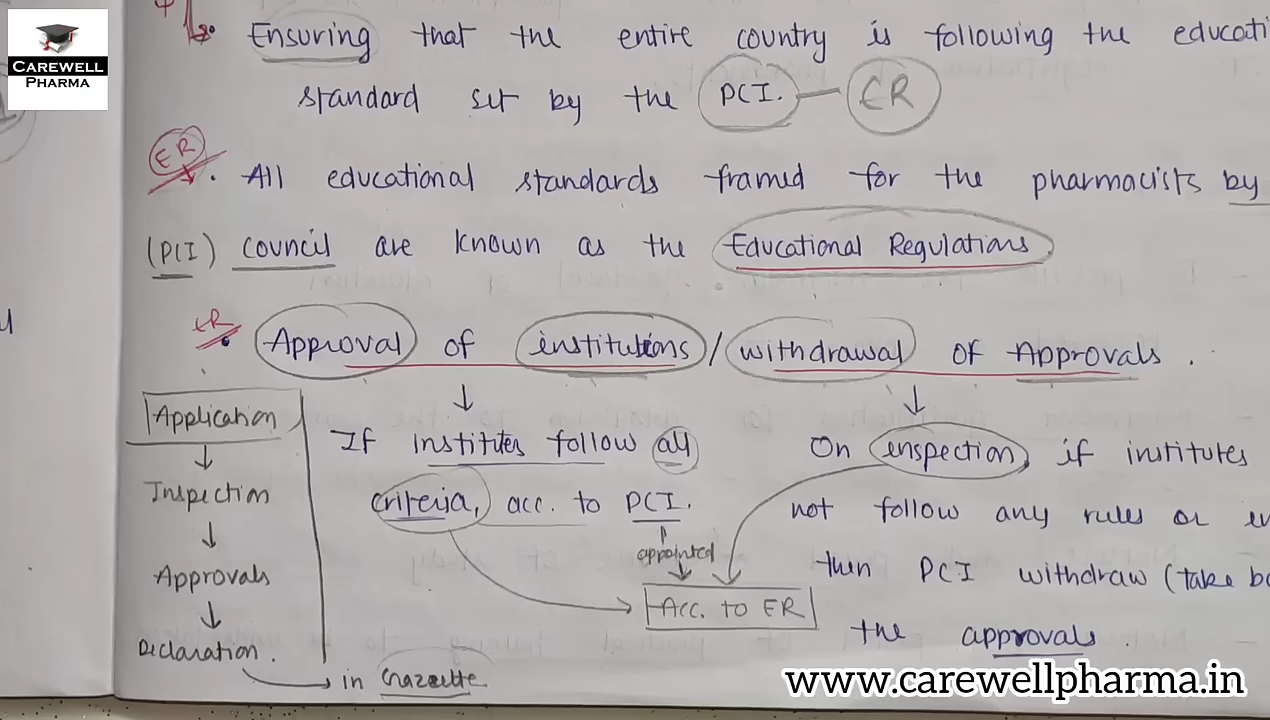 CAREWELL
PHARMA
Ensuring that the entire country is following the educati
standard set by the PCI. ER
ER
All educational standards framed for the pharmacists by
(PCI) council are known as the Educational Regulations
ER
Approval of institutions / withdrawal of Approvals.
Application
Inspection
Approvals
Declaration.
in Gazette
If institutes follow all
criteria, acc. to PCI.
appointed
Acc. to ER
On enspection, if institutes
not follow any rules or
then PCI withdraw (take
the approvals.
www.carewellpharma.in